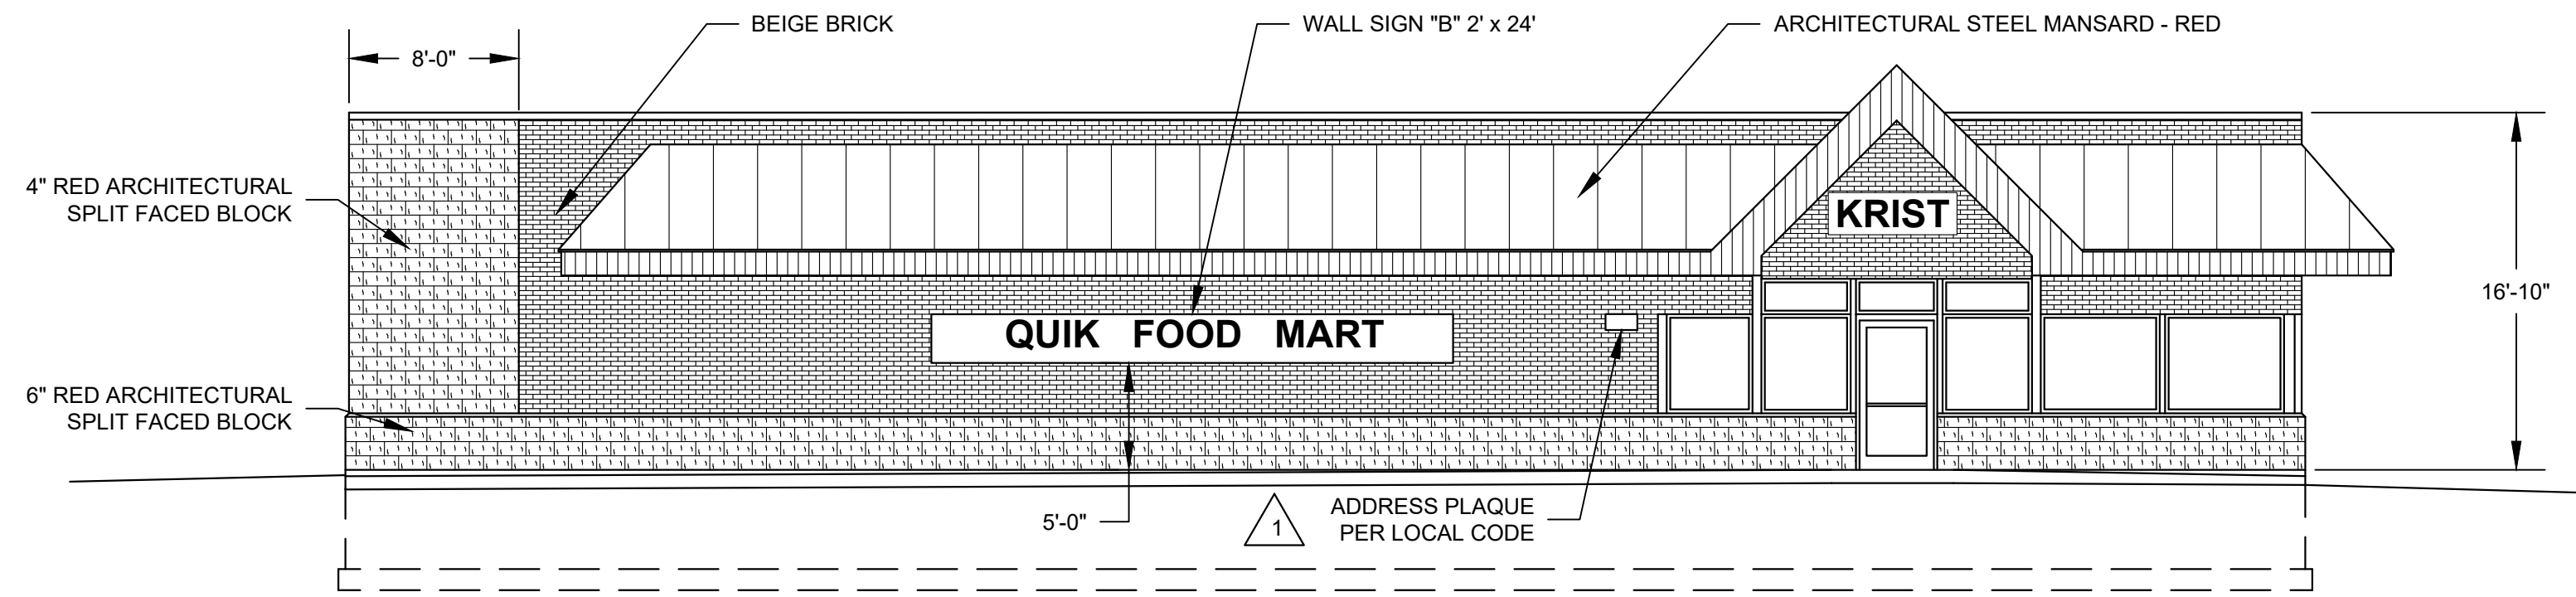 BEIGE BRICK
WALL SIGN "B" 2' x 24'
ARCHITECTURAL STEEL MANSARD - RED
8'-0"
4" RED ARCHITECTURAL
SPLIT FACED BLOCK
KRIST
16'-10"
QUIK FOOD MART
6" RED ARCHITECTURAL
SPLIT FACED BLOCK
5'-0"
1
ADDRESS PLAQUE
PER LOCAL CODE